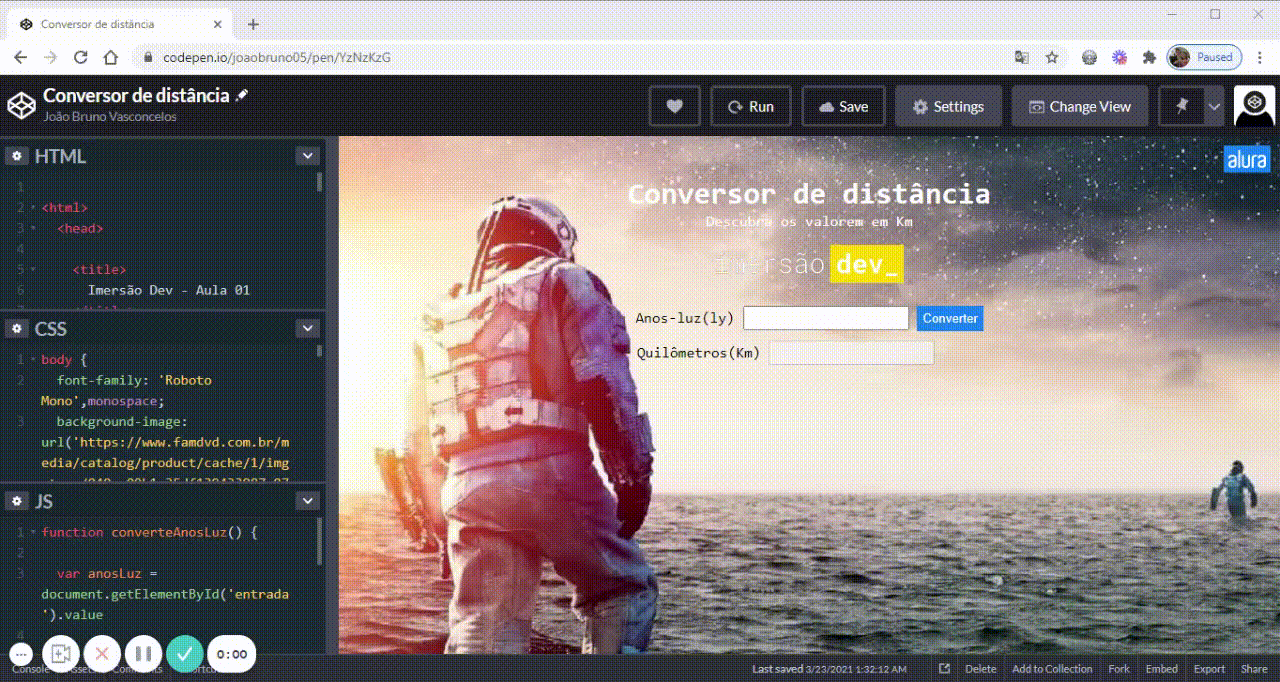 Conversor de distância
codepen.io/joaobruno05/pen/YzNzKzG
Paused
Conversor de distância
João Bruno Vasconcelos
Run
Save
Settings
Change View
HTML
1
2 <html>
3 <head>
4
5 <title>
6 Imersão Dev - Aula 01
CSS
1 body {
2 font-family: 'Roboto
Mono',monospace;
3 background-image:
url('https://www.famdvd.com.br/m
edia/catalog/product/cache/1/img
JS
1 function converteAnosLuz() {
2
3 var anosLuz =
document.getElementById('entrada
').value
4
0:00
Console
alura
Conversor de distância
Descubra os valorem em Km
imersão dev_
Anos-luz(ly)
Converter
Quilômetros(Km)
Last saved 3/23/2021 1:32:12 AM
Delete
Add to Collection
Fork
Embed
Export
Share